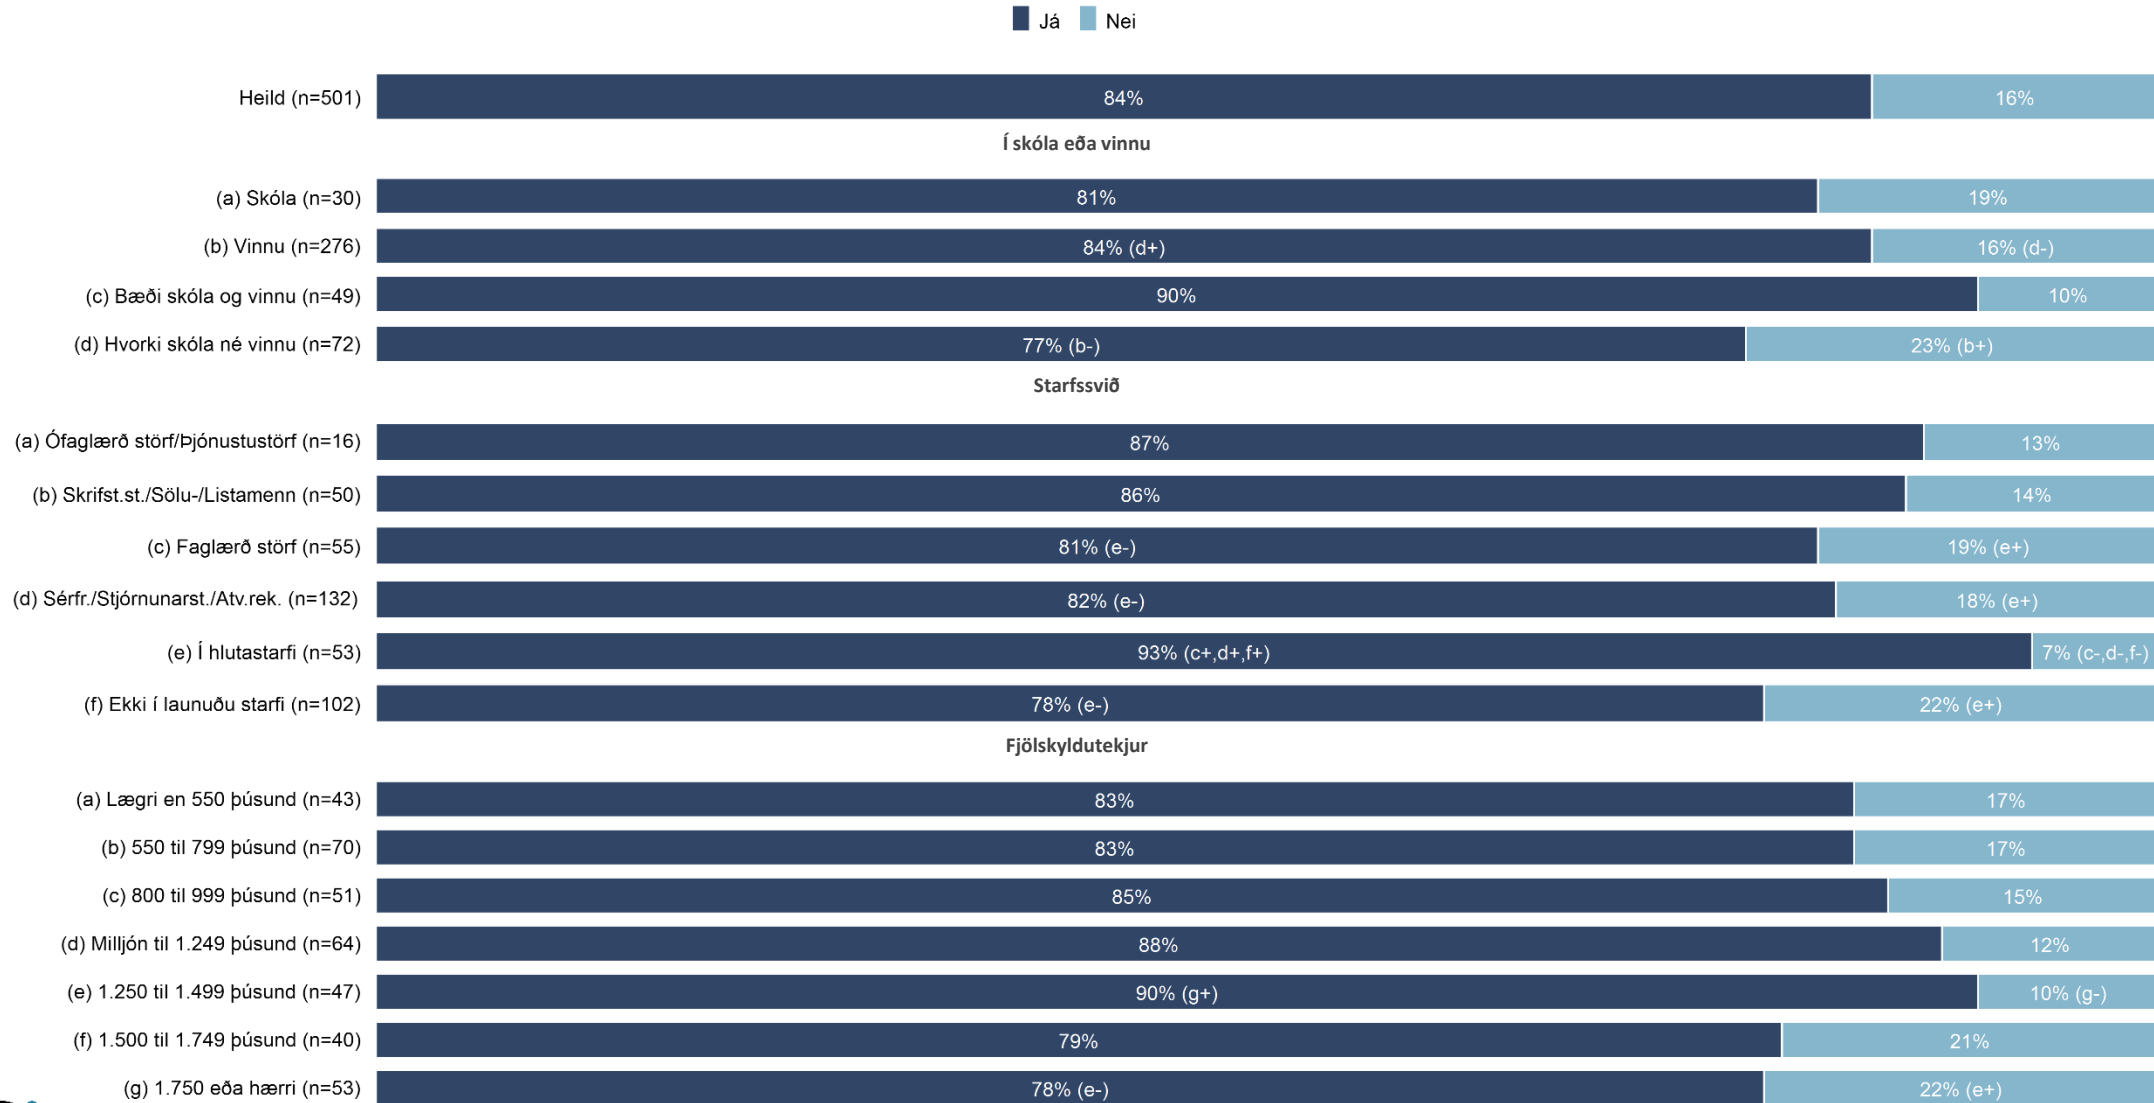 Já Nei
Heild (n=501) 84% 16%
Í skóla eða vinnu
(a) Skóla (n=30) 81% 19%
(b) Vinnu (n=276) 84% (d+) 16% (d-)
(c) Bæði skóla og vinnu (n=49) 90% 10%
(d) Hvorki skóla né vinnu (n=72) 77% (b-) 23% (b+)
Starfssvið
(a) Ófaglærð störf/Þjónustustörf (n=16) 87% 13%
(b) Skrifst.st./Sölu-/Listamenn (n=50) 86% 14%
(c) Faglærð störf (n=55) 81% (e-) 19% (e+)
(d) Sérfr./Stjórnunarst./Atv.rek. (n=132) 82% (e-) 18% (e+)
(e) Í hlutastarfi (n=53) 93% (c+,d+,f+) 7% (c-,d-,f-)
(f) Ekki í launuðu starfi (n=102) 78% (e-) 22% (e+)
Fjölskyldutekjur
(a) Lægri en 550 þúsund (n=43) 83% 17%
(b) 550 til 799 þúsund (n=70) 83% 17%
(c) 800 til 999 þúsund (n=51) 85% 15%
(d) Milljón til 1.249 þúsund (n=64) 88% 12%
(e) 1.250 til 1.499 þúsund (n=47) 90% (g+) 10% (g-)
(f) 1.500 til 1.749 þúsund (n=40) 79% 21%
(g) 1.750 eða hærri (n=53) 78% (e-) 22% (e+)